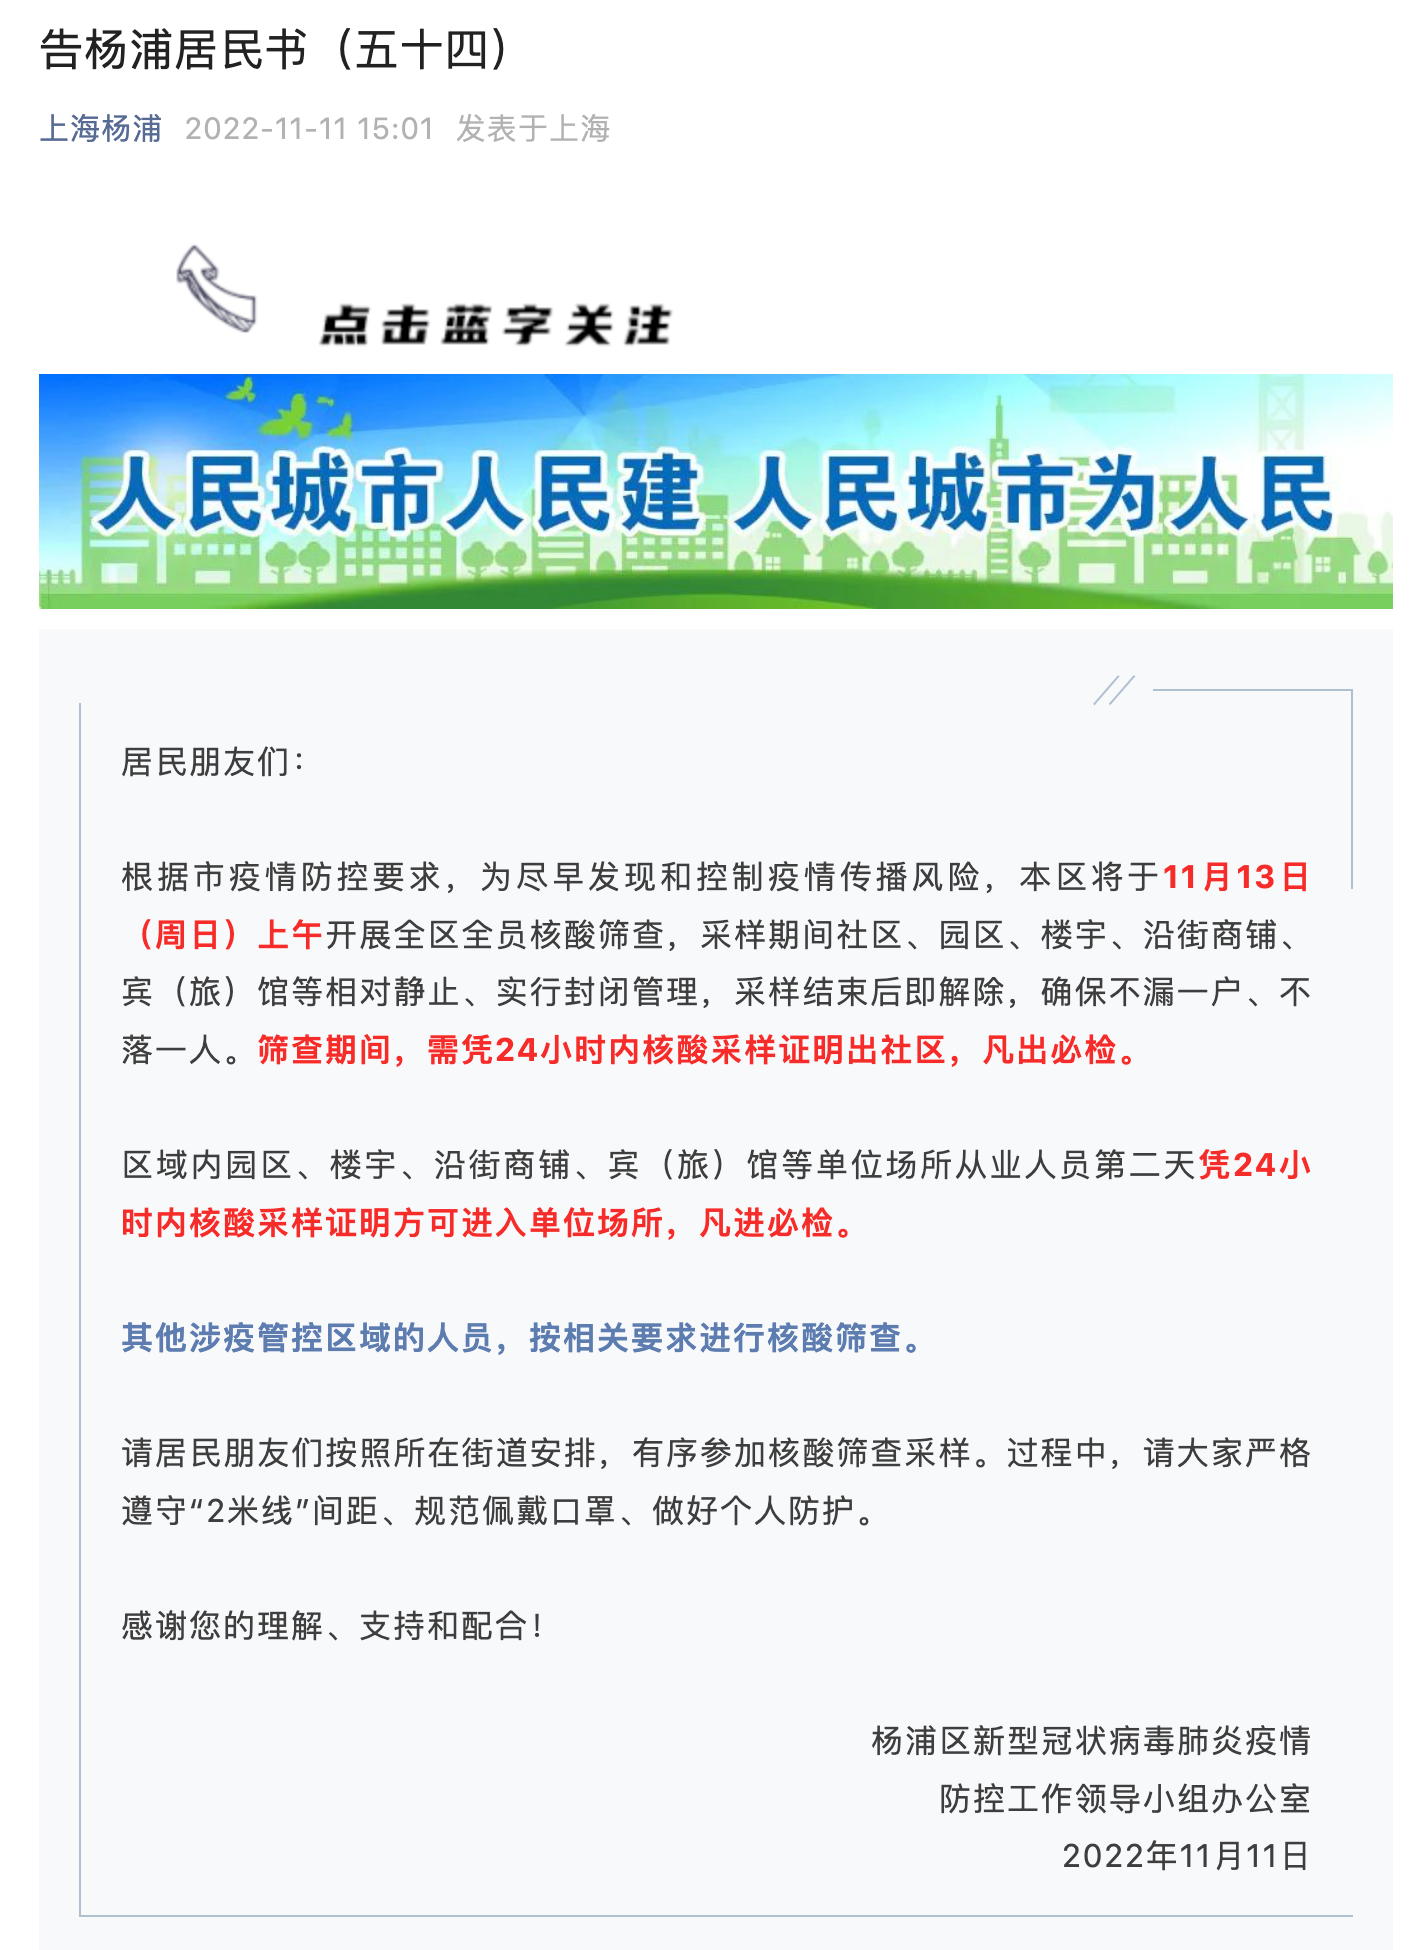 告杨浦居民书（五十四）
上海杨浦 2022-11-11 15:01 发表于上海
点击蓝字关注
人民城市人民建 人民城市为人民
居民朋友们：
根据市疫情防控要求，为尽早发现和控制疫情传播风险，本区将于11月13日
（周日）上午开展全区全员核酸筛查，采样期间社区、园区、楼宇、沿街商铺、
宾（旅）馆等相对静止、实行封闭管理，采样结束后即解除，确保不漏一户、不
落一人。筛查期间，需凭24小时内核酸采样证明出社区，凡出必检。
区域内园区、楼宇、沿街商铺、宾（旅）馆等单位场所从业人员第二天凭24小
时内核酸采样证明方可进入单位场所，凡进必检。
其他涉疫管控区域的人员，按相关要求进行核酸筛查。
请居民朋友们按照所在街道安排，有序参加核酸筛查采样。过程中，请大家严格
遵守“2米线”间距、规范佩戴口罩、做好个人防护。
感谢您的理解、支持和配合！
杨浦区新型冠状病毒肺炎疫情
防控工作领导小组办公室
2022年11月11日